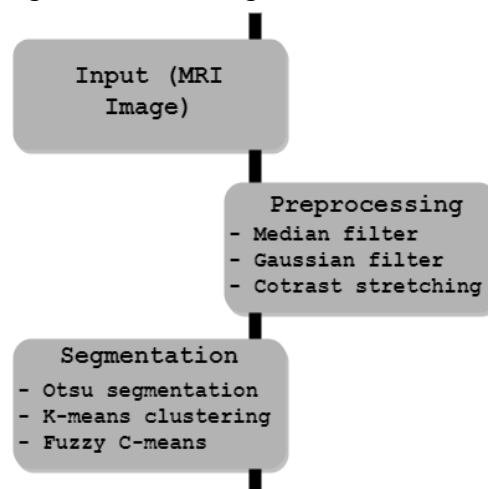 Input (MRI
Image)
Preprocessing
- Median filter
- Gaussian filter
- Cotrast stretching
Segmentation
- Otsu segmentation
- K-means clustering
- Fuzzy C-means